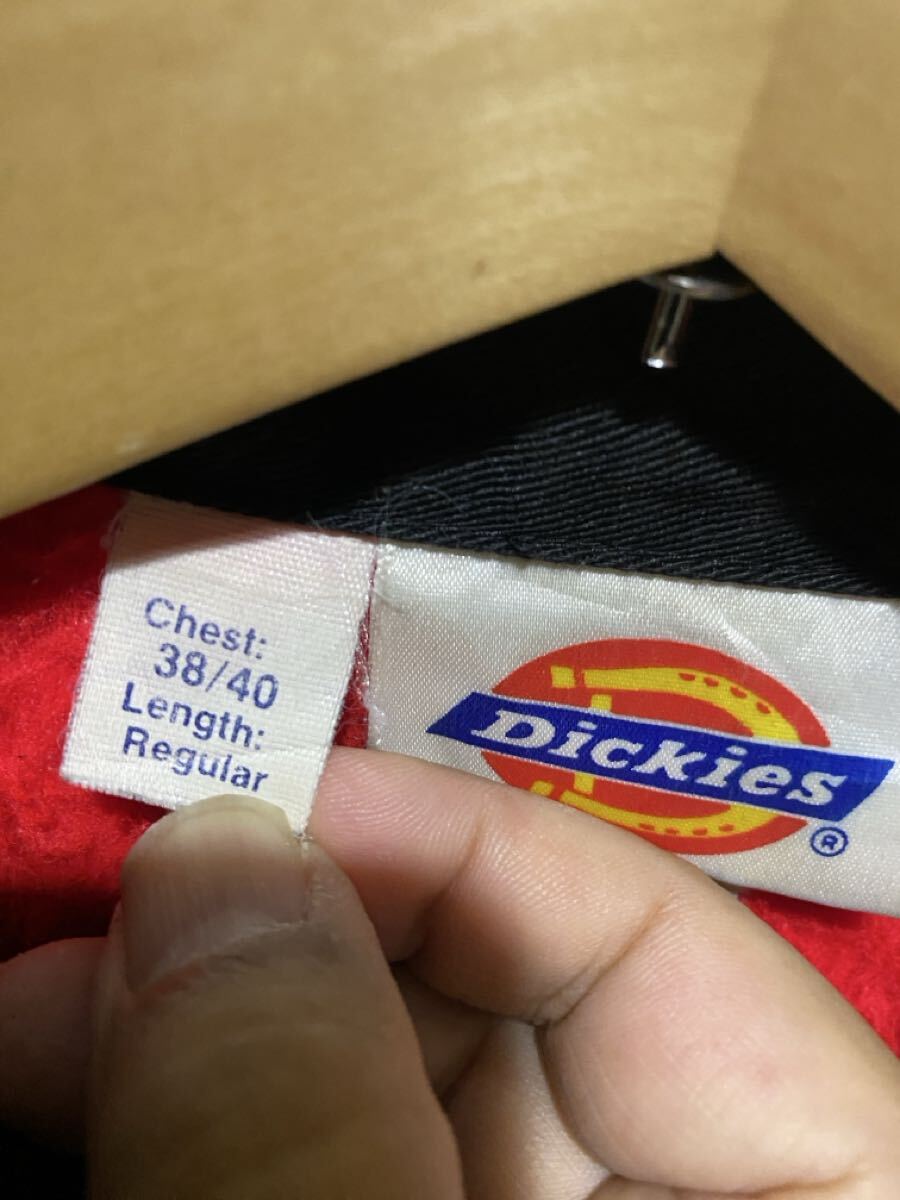 Chest:
38/40
Length:
Regular
Dickies
®